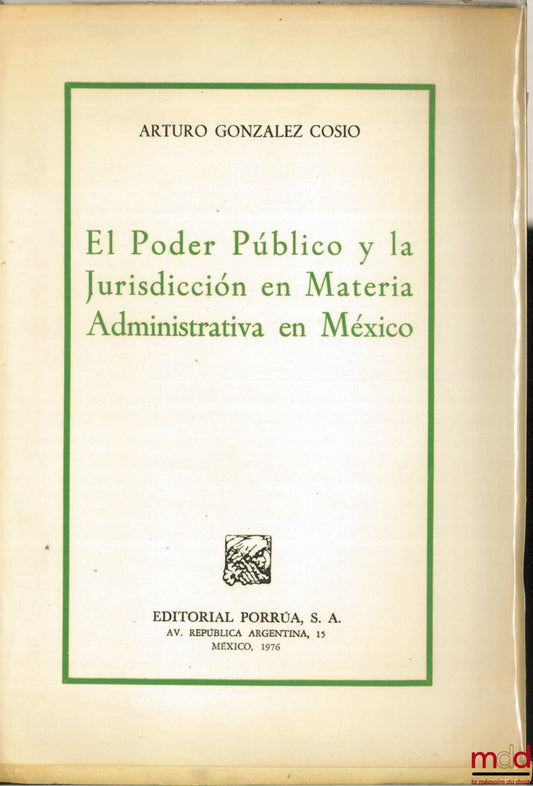 ARTURO GONZALEZ COSIO
El Poder Público y la
Jurisdicción en Materia
Administrativa en México
EDITORIAL PORRÚA, S. A.
AV. REPÚBLICA ARGENTINA, 15
MÉXICO, 1976
mdd
la mémoire du droit